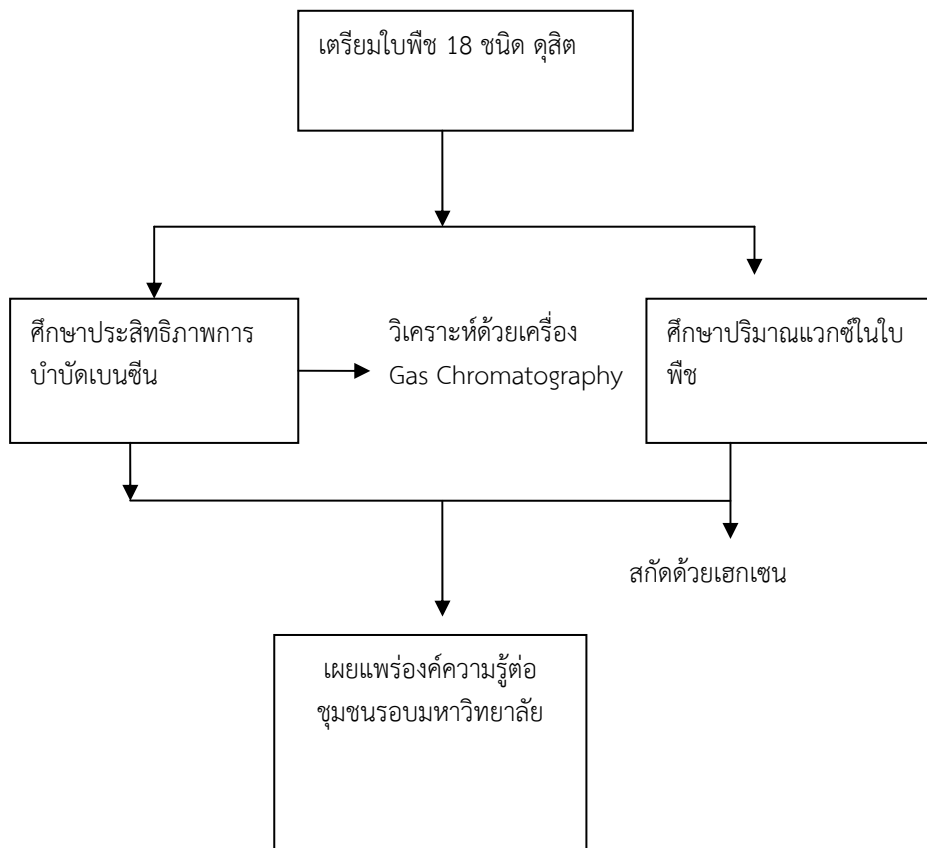 เตรียมใบพืช 18 ชนิด ดุสิต
ศึกษาประสิทธิภาพการ
บำบัดเบนซีน
วิเคราะห์ด้วยเครื่อง
Gas Chromatography
ศึกษาปริมาณแวกซ์ในใบ
พืช
สกัดด้วยเฮกเซน
เผยแพร่องค์ความรู้ต่อ
ชุมชนรอบมหาวิทยาลัย